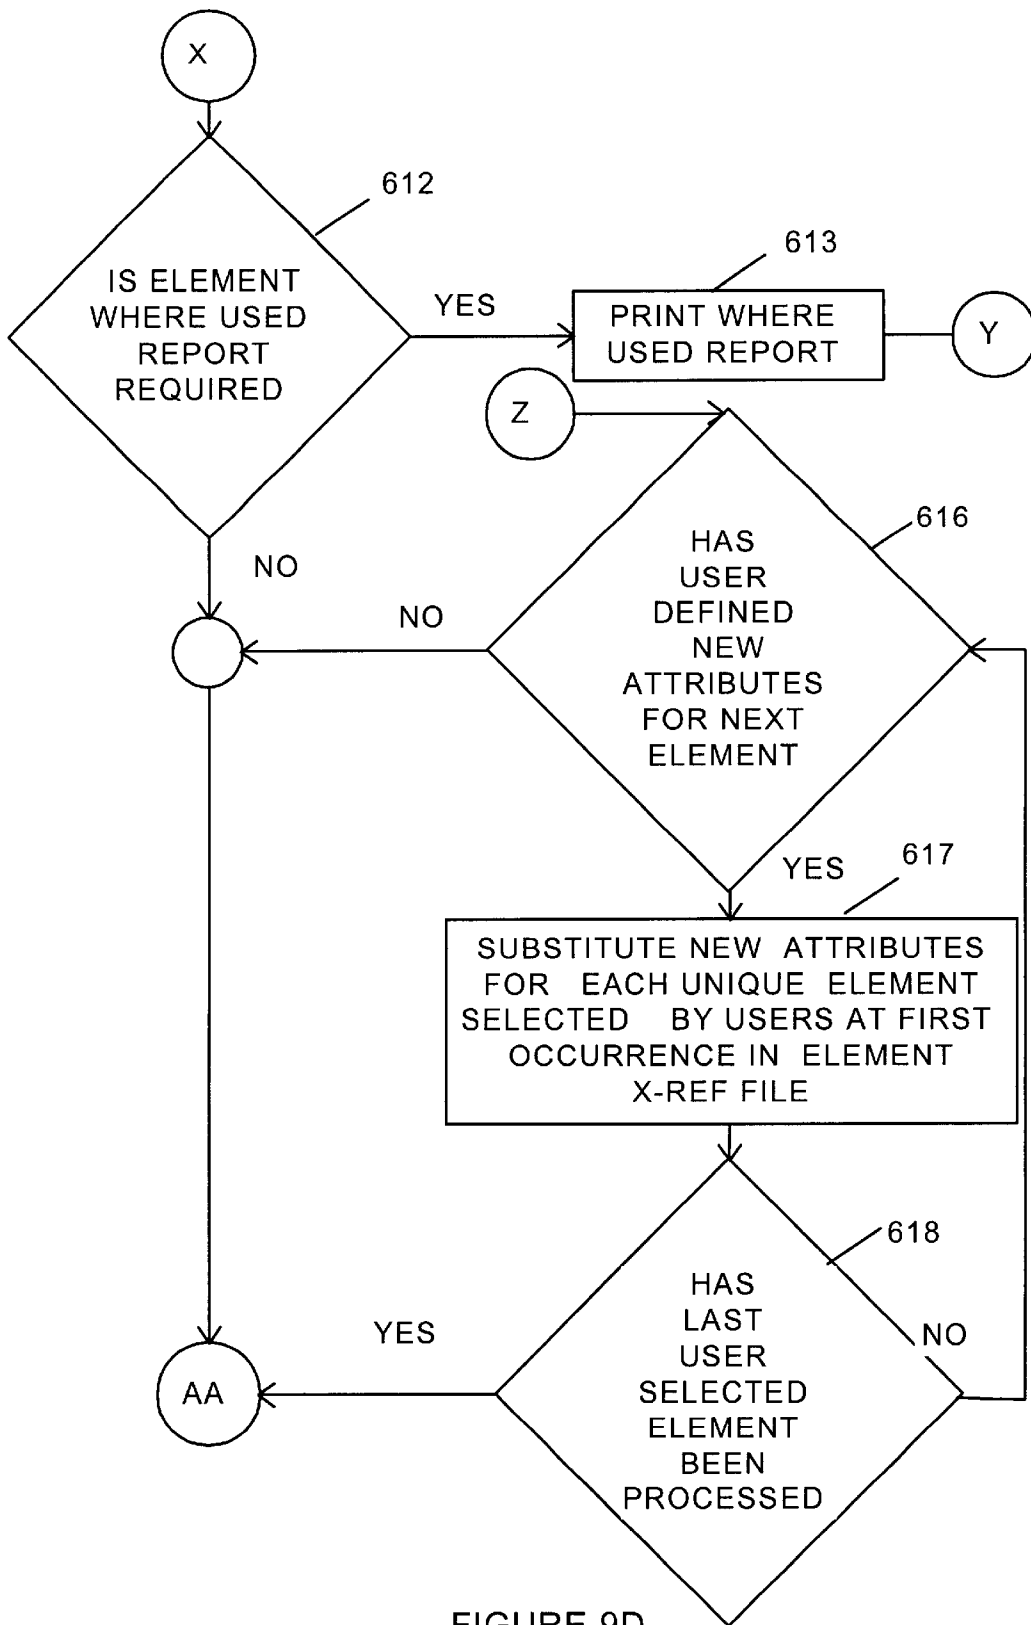 X
612
IS ELEMENT
WHERE USED
REPORT
REQUIRED
YES
613
PRINT WHERE
USED REPORT
Y
Z
NO
616
HAS
USER
DEFINED
NEW
ATTRIBUTES
FOR NEXT
ELEMENT
NO
YES
617
SUBSTITUTE NEW ATTRIBUTES
FOR EACH UNIQUE ELEMENT
SELECTED BY USERS AT FIRST
OCCURRENCE IN ELEMENT
X-REF FILE
618
HAS
LAST
USER
SELECTED
ELEMENT
BEEN
PROCESSED
YES
NO
AA
FIGURE 9D